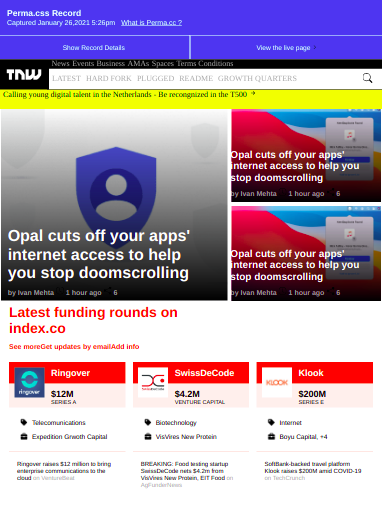 Perma.css Record
Captured January 26,2021 5:26pm What is Perma.cc ?
Show Record Details
View the live page
News Events Business AMAs Spaces Terms Conditions
TNW
LATEST HARD FORK PLUGGED README GROWTH QUARTERS
Calling young digital talent in the Netherlands - Be recongnized in the T500 →
Opal cuts off your apps'
internet access to help
you stop doomscrolling
by Ivan Mehta 1 hour ago 6
Opal cuts off your apps'
internet access to help you
stop doomscrolling
by Ivan Mehta 1 hour ago 6
Opal cuts off your apps'
internet access to help you
stop doomscrolling
by Ivan Mehta 1 hour ago 6
Latest funding rounds on
index.co
See moreGet updates by emailAdd info
Ringover
ringover
$12M
SERIES A
Telecommunications
Expedition Grwoth Capital
Ringover raises $12 million to bring
enterprise communications to the
cloud on VentureBeat
SwissDeCode
$4.2M
VENTURE CAPITAL
Biotechnology
VisVires New Protein
BREAKING: Food testing startup
SwissDeCode nets $4.2m from
VisVires New Protein, EIT Food on
AgFunderNews
Klook
KLOOK
$200M
SERIES E
Internet
Boyu Capital, +4
SoftBank-backed travel platform
Klook raises $200M amid COVID-19
on TechCrunch